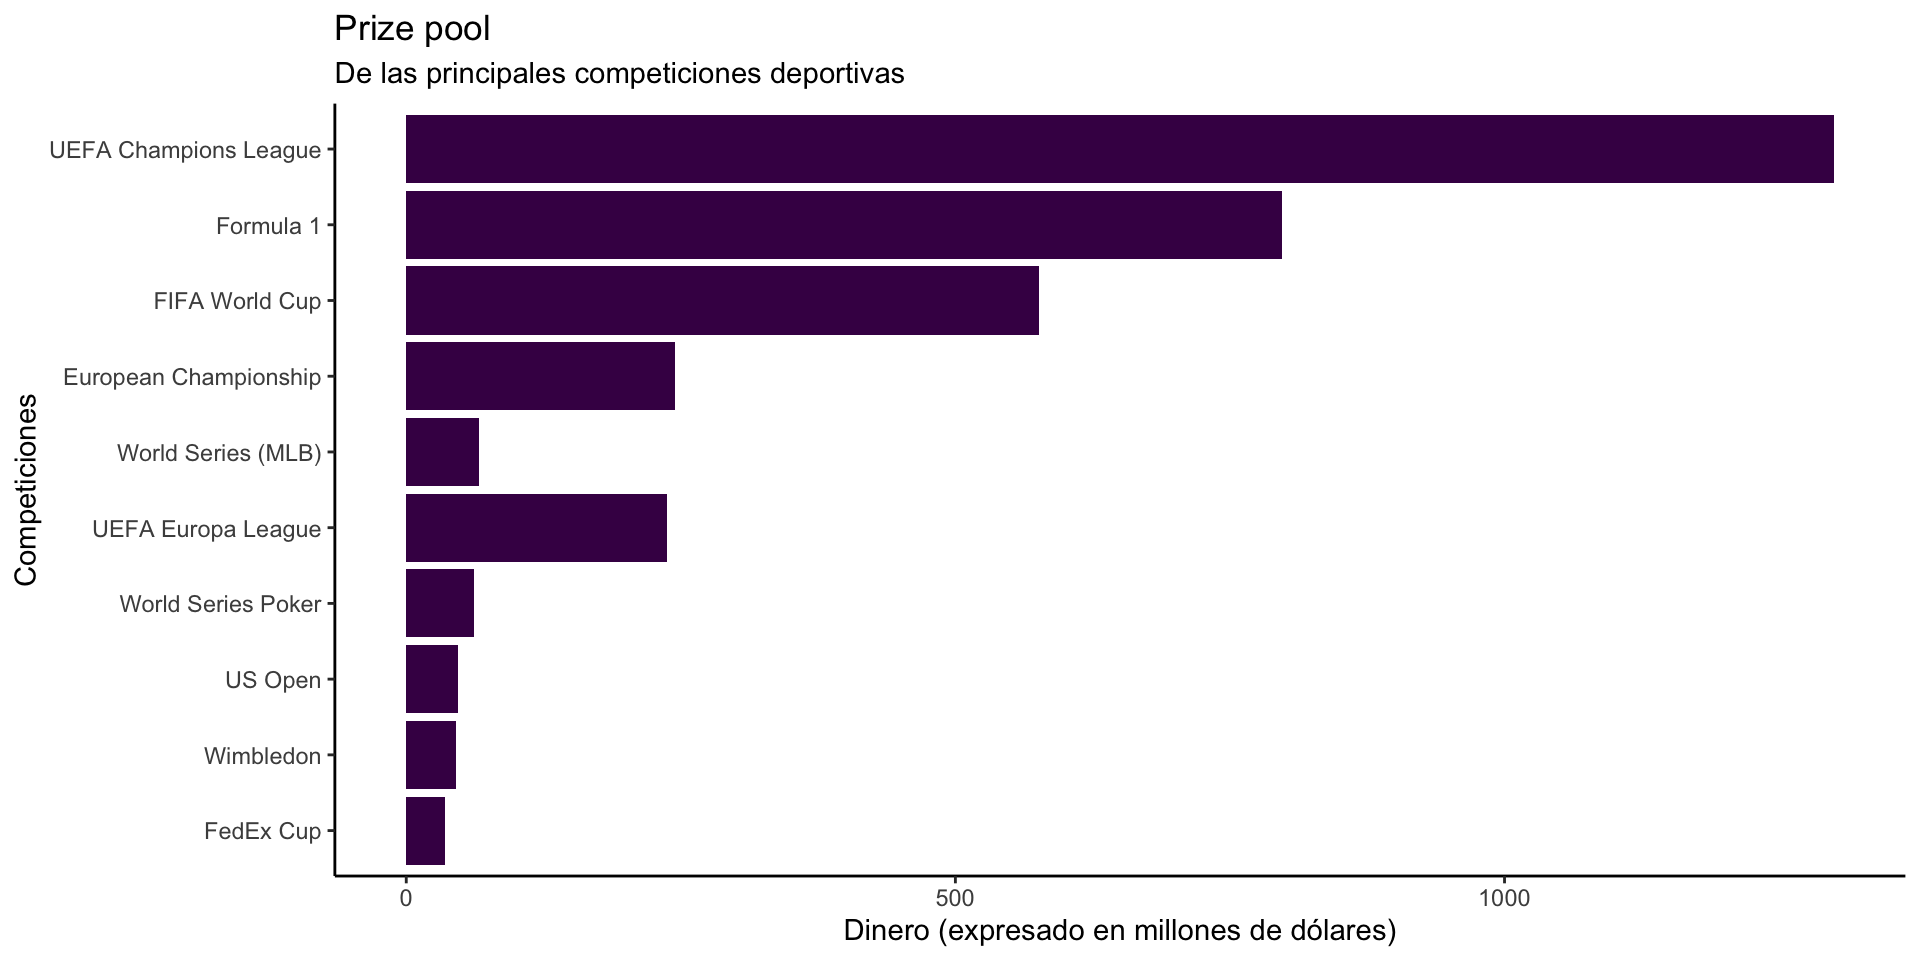 Prize pool
De las principales competiciones deportivas
Competiciones
UEFA Champions League
Formula 1
FIFA World Cup
European Championship
World Series (MLB)
UEFA Europa League
World Series Poker
US Open
Wimbledon
FedEx Cup
0 500 1000
Dinero (expresado en millones de dólares)